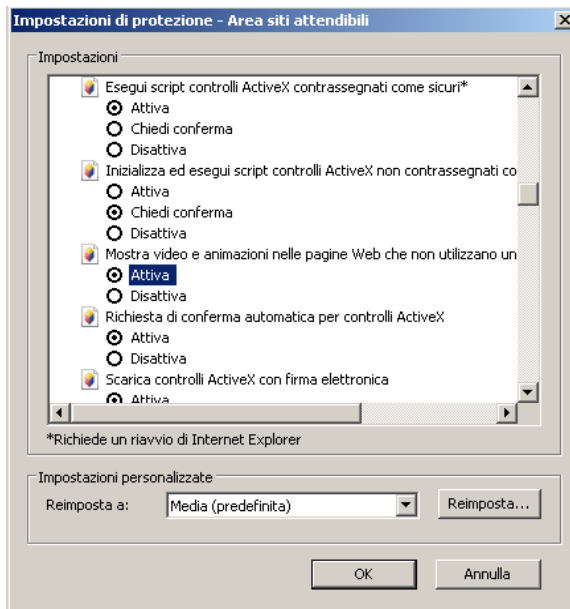 Impostazioni di protezione - Area siti attendibili
Impostazioni
Esegui script controlli ActiveX contrassegnati come sicuri*
Attiva
Chiedi conferma
Disattiva
Inizializza ed esegui script controlli ActiveX non contrassegnati co
Attiva
Chiedi conferma
Disattiva
Mostra video e animazioni nelle pagine Web che non utilizzano un
Attiva
Disattiva
Richiesta di conferma automatica per controlli ActiveX
Attiva
Disattiva
Scarica controlli ActiveX con firma elettronica
Attiva
*Richiede un riavvio di Internet Explorer
Impostazioni personalizzate
Reimposta a: Media (predefinita) Reimposta...
OK Annulla